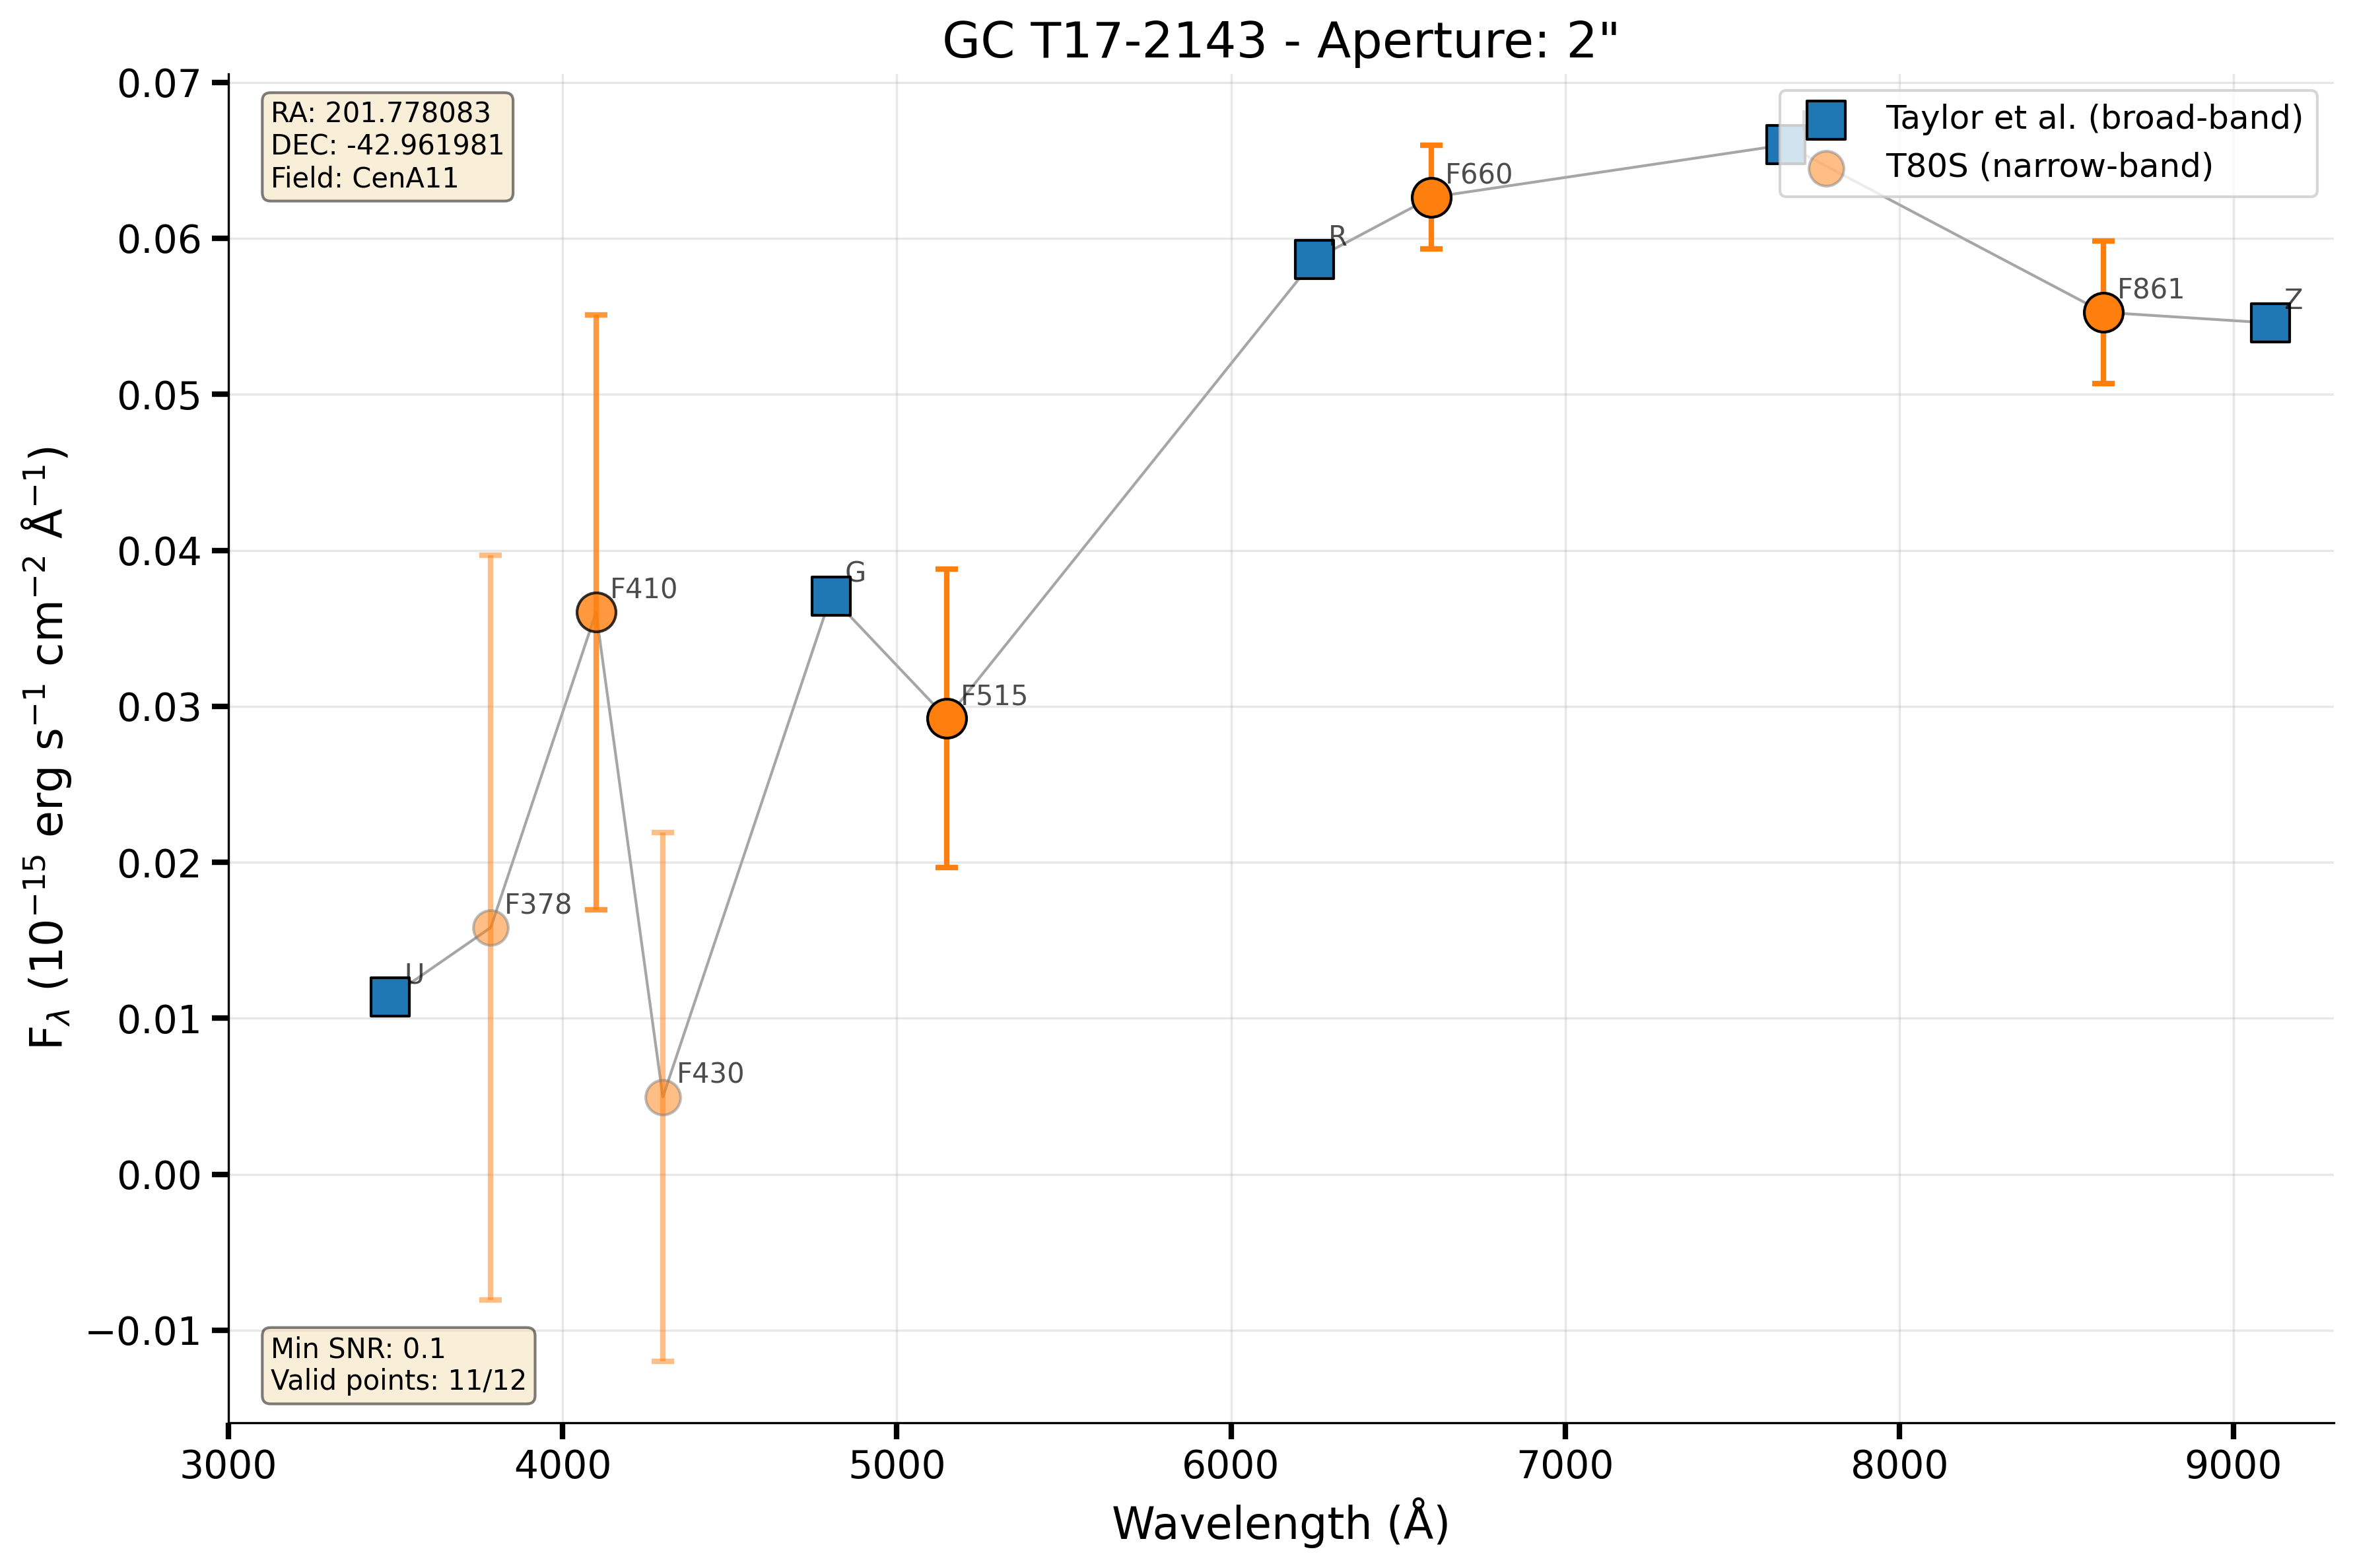 GC T17-2143 - Aperture: 2"
RA: 201.778083
DEC: -42.961981
Field: CenA11
Taylor et al. (broad-band)
T80S (narrow-band)
0.07
0.06
0.05
0.04
0.03
0.02
0.01
0.00
−0.01
F_λ (10⁻¹⁵ erg s⁻¹ cm⁻² Å⁻¹)
U
F378
F410
F430
G
F515
R
F660
F861
Z
Min SNR: 0.1
Valid points: 11/12
3000 4000 5000 6000 7000 8000 9000
Wavelength (Å)